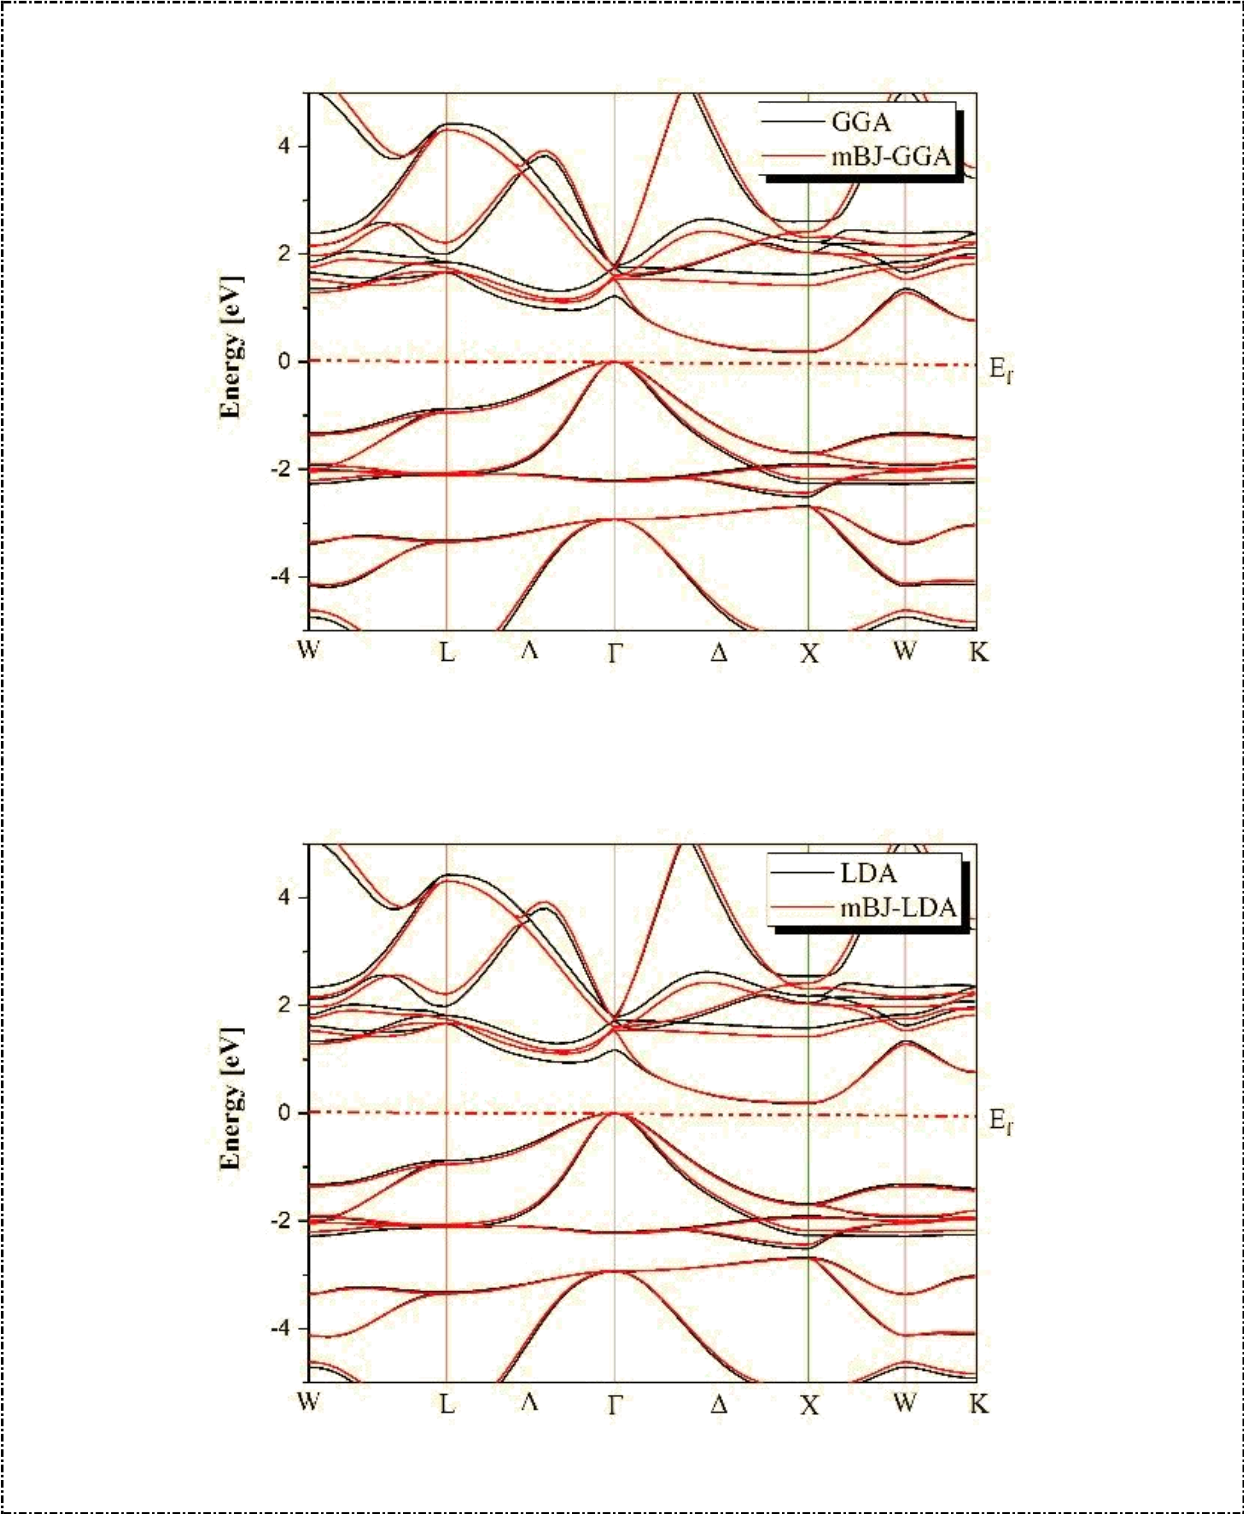 GGA
mBJ-GGA
4
2
0
-2
-4
Energy [eV]
E_f
W L Λ Γ Δ X W K
LDA
mBJ-LDA
4
2
0
-2
-4
Energy [eV]
E_f
W L Λ Γ Δ X W K